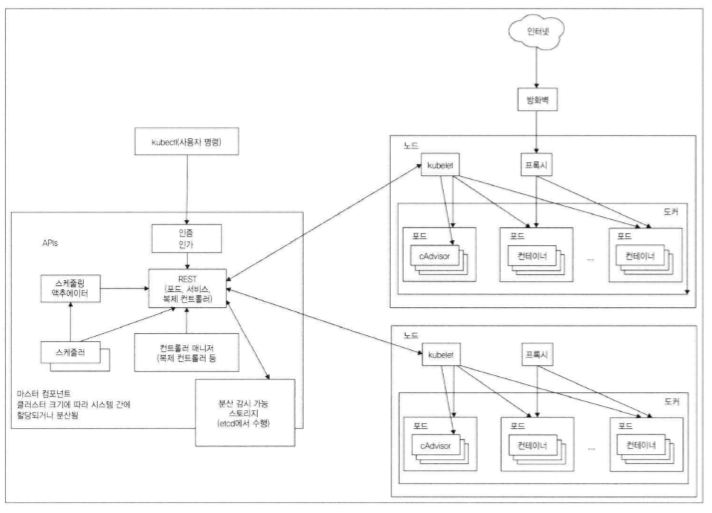 인터넷
방화벽
kubectl(사용자 명령)
APIs
인증
인가
스케줄링
액추에이터
REST
(포드, 서비스,
복제 컨트롤러)
스케줄러
컨트롤러 매니저
(복제 컨트롤러 등
마스터 컴포넌트
클러스터 크기에 따라 시스템 간에
할당되거나 분산됨
분산 감시 가능
스토리지
(etcd에서 수행)
노드
kubelet
프록시
도커
포드
cAdvisor
포드
컨테이너
...
포드
컨테이너
노드
kubelet
프록시
도커
포드
cAdvisor
포드
컨테이너
...
포드
컨테이너